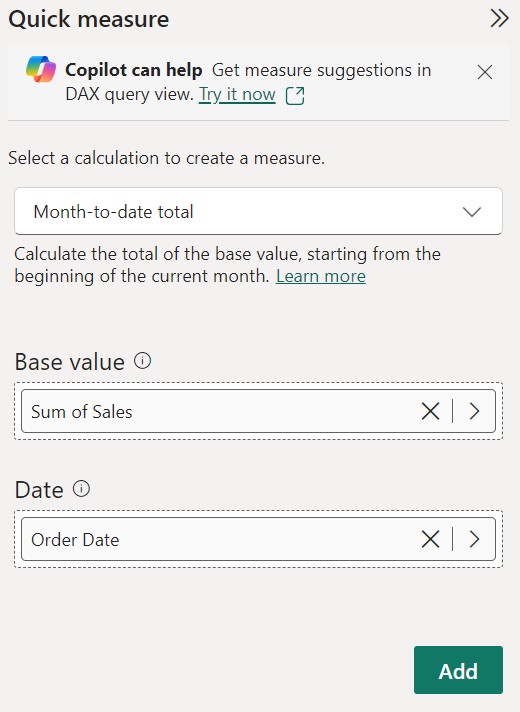 Quick measure
Copilot can help Get measure suggestions in
DAX query view. Try it now
Select a calculation to create a measure.
Month-to-date total
Calculate the total of the base value, starting from the
beginning of the current month. Learn more
Base value
Sum of Sales
Date
Order Date
Add